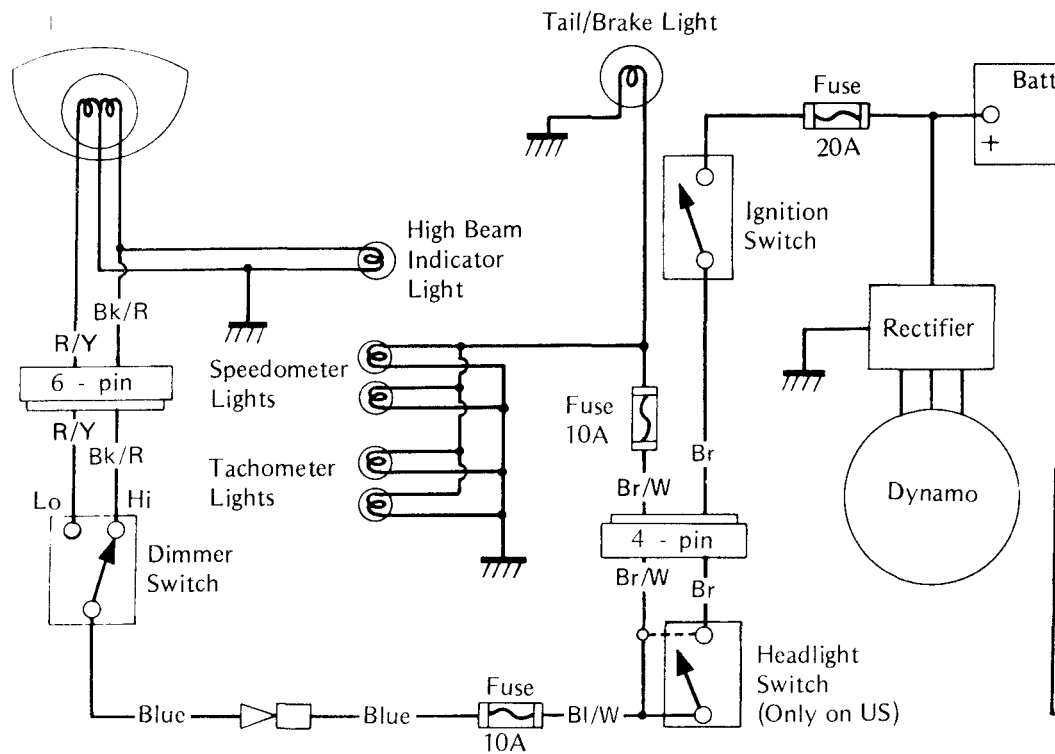 Tail/Brake Light
Fuse
20A
Batt
+
Ignition
Switch
High Beam
Indicator
Light
Bk/R
R/Y
6 - pin
R/Y
Bk/R
Rectifier
Speedometer
Lights
Fuse
10A
Br
Br/W
Tachometer
Lights
Dynamo
Lo
Hi
4 - pin
Dimmer
Switch
Br/W
Br
Headlight
Switch
(Only on US)
Blue
Blue
Fuse
10A
Bl/W